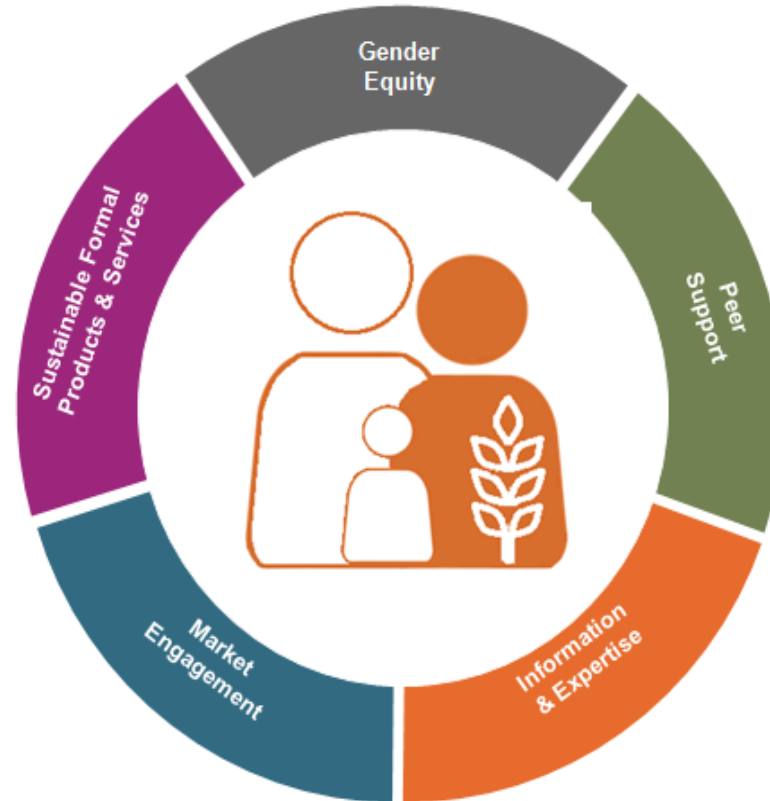 Gender
Equity
Peer
Support
Information
& Expertise
Market
Engagement
Sustainable Formal
Products & Services